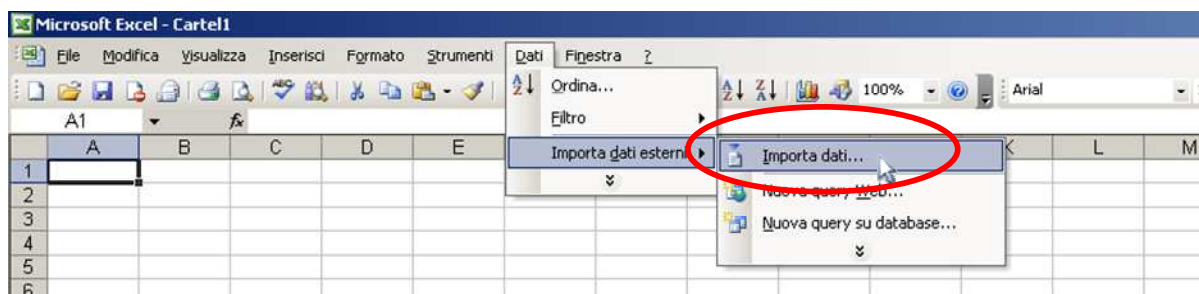 Microsoft Excel - Cartel1
File Modifica Visualizza Inserisci Formato Strumenti Dati Finestra ?
100% Arial
Ordina...
A1 fx
Filtro
A B C D E K L M
Importa dati esterni
Importa dati...
1
2
Nuova query Web...
3
Nuova query su database...
4
5
6